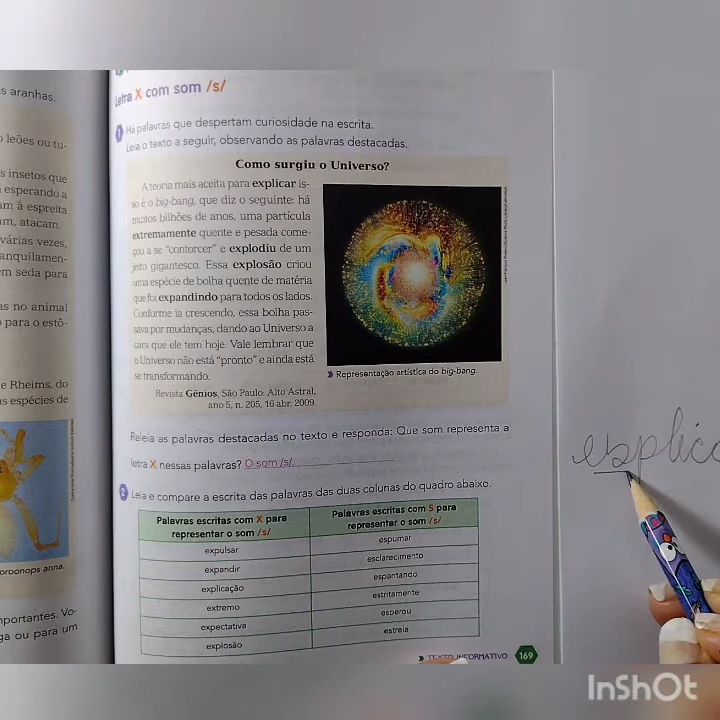 s aranhas.
o leões ou tu-
s insetos que
esperando a
am à espreita
am, atacam.
várias vezes,
anquilamen-
em seda para
as no animal
o para o estô-
e Rheims, do
as espécies de
oroonops anna.
mportantes. Vo-
ga ou para um
Letra X com som /s/
1 Há palavras que despertam curiosidade na escrita.
Leia o texto a seguir, observando as palavras destacadas.
Como surgiu o Universo?
A teoria mais aceita para explicar is-
so é o big-bang, que diz o seguinte: há
muitos bilhões de anos, uma partícula
extremamente quente e pesada come-
çou a se “contorcer” e explodiu de um
jeito gigantesco. Essa explosão criou
uma espécie de bolha quente de matéria
que foi expandindo para todos os lados.
Conforme ia crescendo, essa bolha pas-
sava por mudanças, dando ao Universo a
cara que ele tem hoje. Vale lembrar que
o Universo não está “pronto” e ainda está
se transformando.
Revista Gênios. São Paulo: Alto Astral,
ano 5, n. 205, 16 abr. 2009.
Representação artística do big-bang.
Releia as palavras destacadas no texto e responda: Que som representa a
letra X nessas palavras? O som /s/.
2 Leia e compare a escrita das palavras das duas colunas do quadro abaixo.
Palavras escritas com X para
representar o som /s/
Palavras escritas com S para
representar o som /s/
expulsar
espumar
expandir
esclarecimento
explicação
espantando
extremo
estritamente
expectativa
esperou
explosão
estrela
TEXTO INFORMATIVO 169
esplica
InShOt